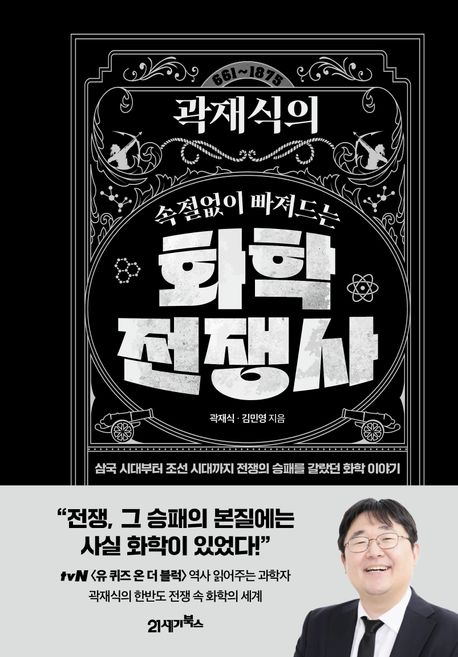 661~1875
곽재식의
속절없이 빠져드는
화학
전쟁사
곽재식·김민영 지음
삼국 시대부터 조선 시대까지 전쟁의 승패를 갈랐던 화학 이야기
“전쟁, 그 승패의 본질에는
사실 화학이 있었다!”
tvN 〈유 퀴즈 온 더 블럭〉 역사 읽어주는 과학자
곽재식의 한반도 전쟁 속 화학의 세계
21세기북스